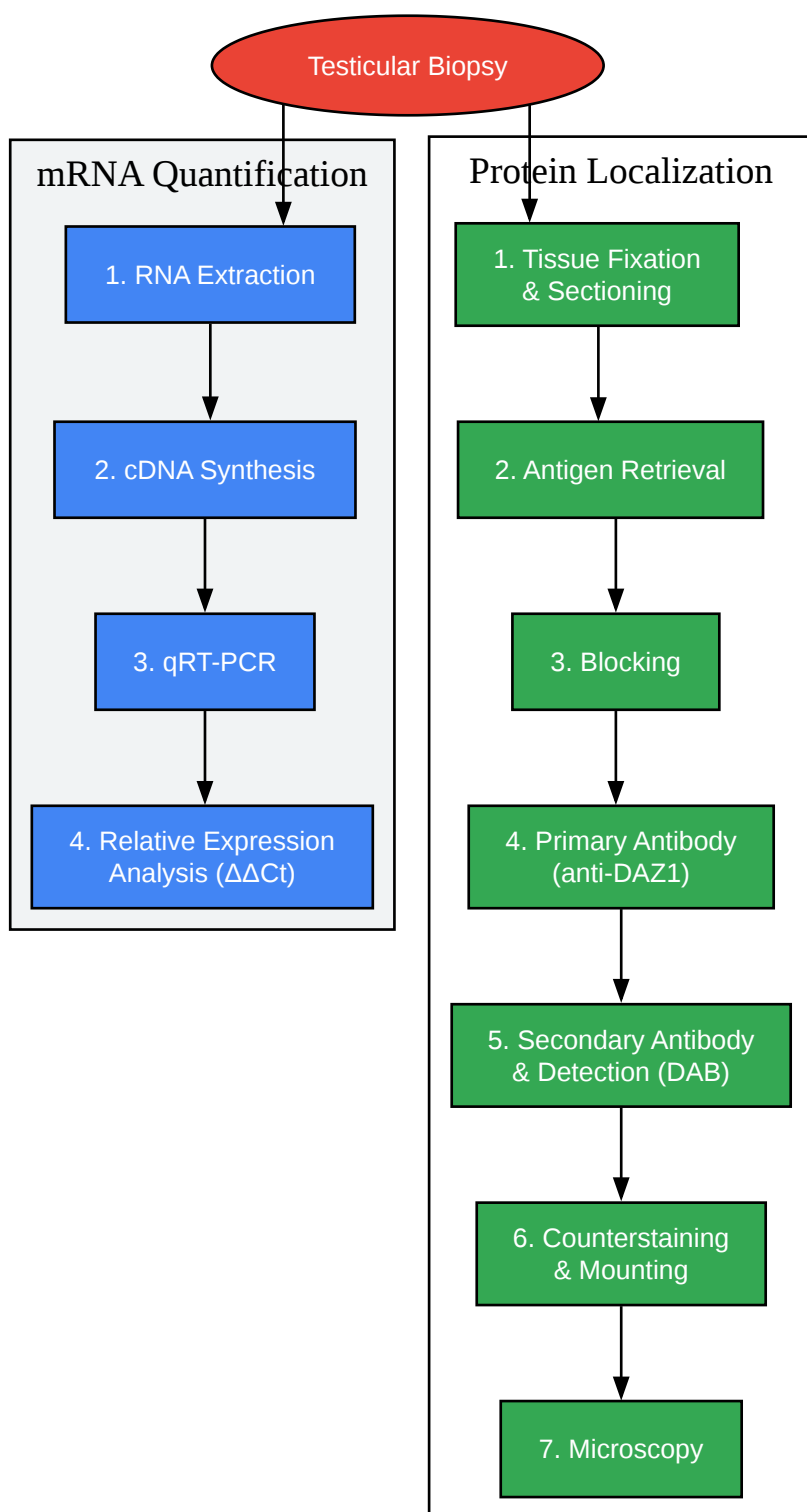 Testicular Biopsy
mRNA Quantification
1. RNA Extraction
2. cDNA Synthesis
3. qRT-PCR
4. Relative Expression
Analysis (ΔΔCt)
Protein Localization
1. Tissue Fixation
& Sectioning
2. Antigen Retrieval
3. Blocking
4. Primary Antibody
(anti-DAZ1)
5. Secondary Antibody
& Detection (DAB)
6. Counterstaining
& Mounting
7. Microscopy